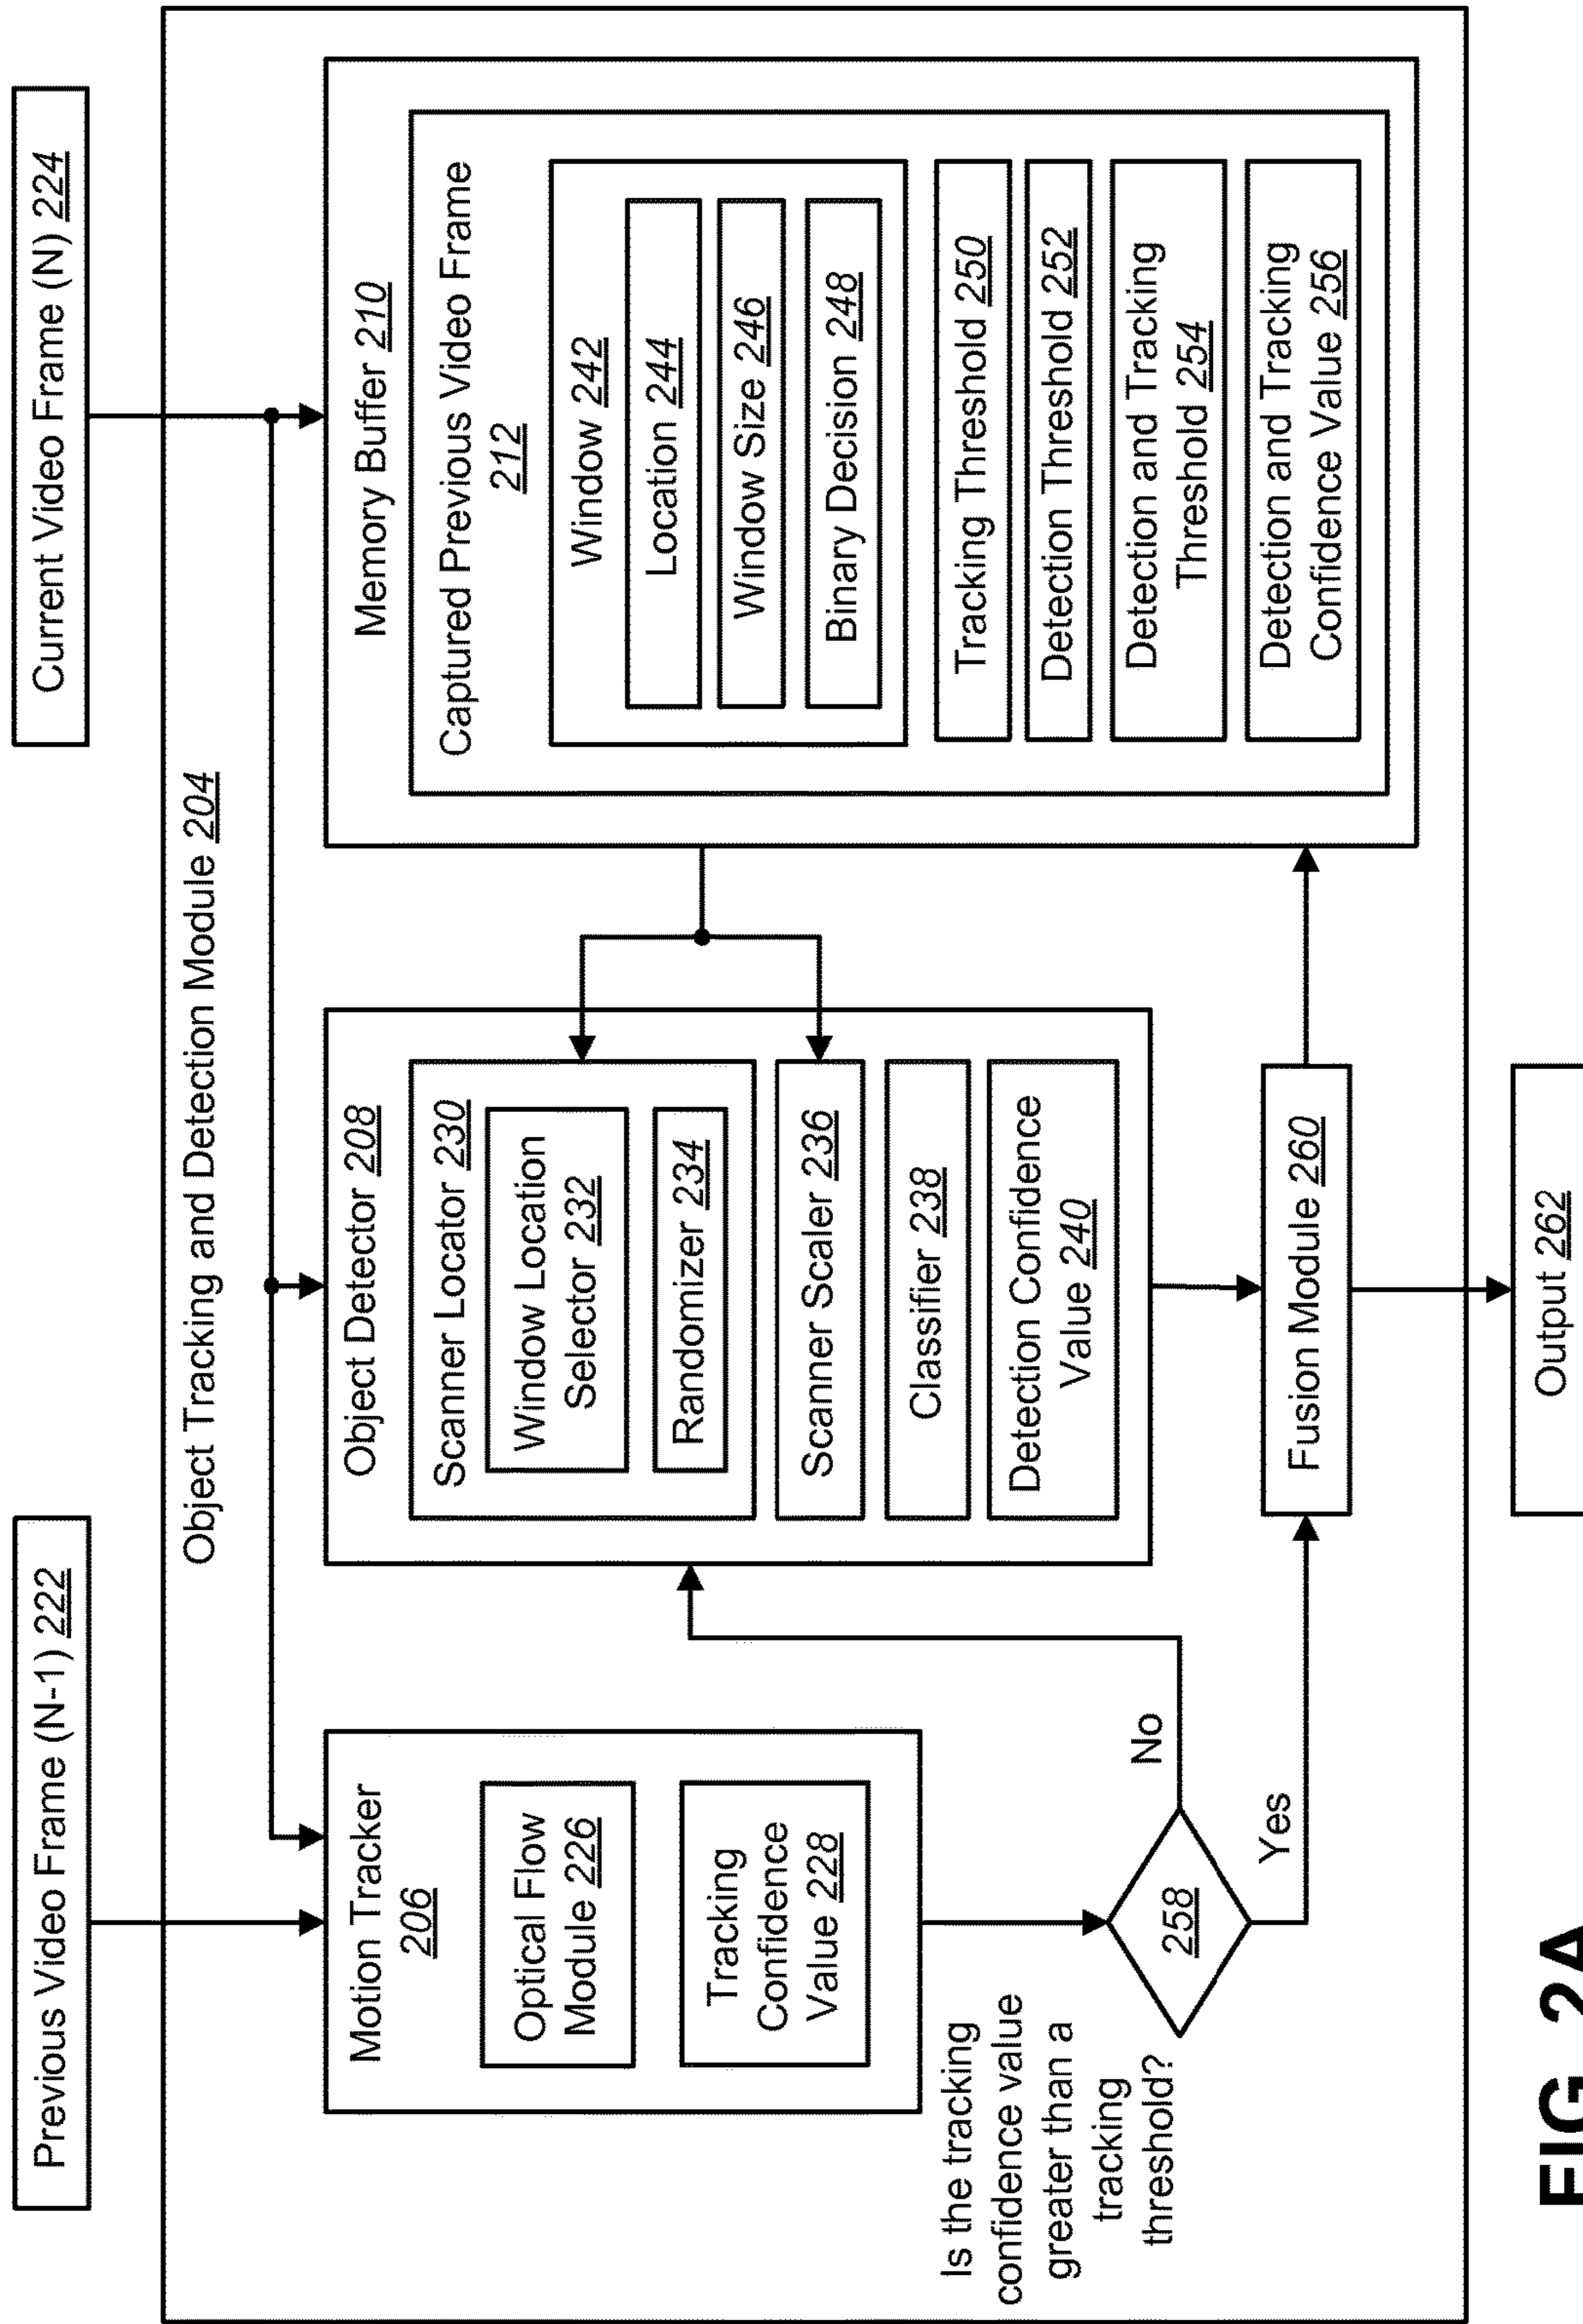 Previous Video Frame (N-1) 222
Current Video Frame (N) 224
Object Tracking and Detection Module 204
Motion Tracker
206
Optical Flow
Module 226
Tracking
Confidence
Value 228
Is the tracking
confidence value
greater than a
tracking
threshold?
258
No
Yes
Object Detector 208
Scanner Locator 230
Window Location
Selector 232
Randomizer 234
Scanner Scaler 236
Classifier 238
Detection Confidence
Value 240
Memory Buffer 210
Captured Previous Video Frame
212
Window 242
Location 244
Window Size 246
Binary Decision 248
Tracking Threshold 250
Detection Threshold 252
Detection and Tracking
Threshold 254
Detection and Tracking
Confidence Value 256
Fusion Module 260
Output 262
FIG. 2A